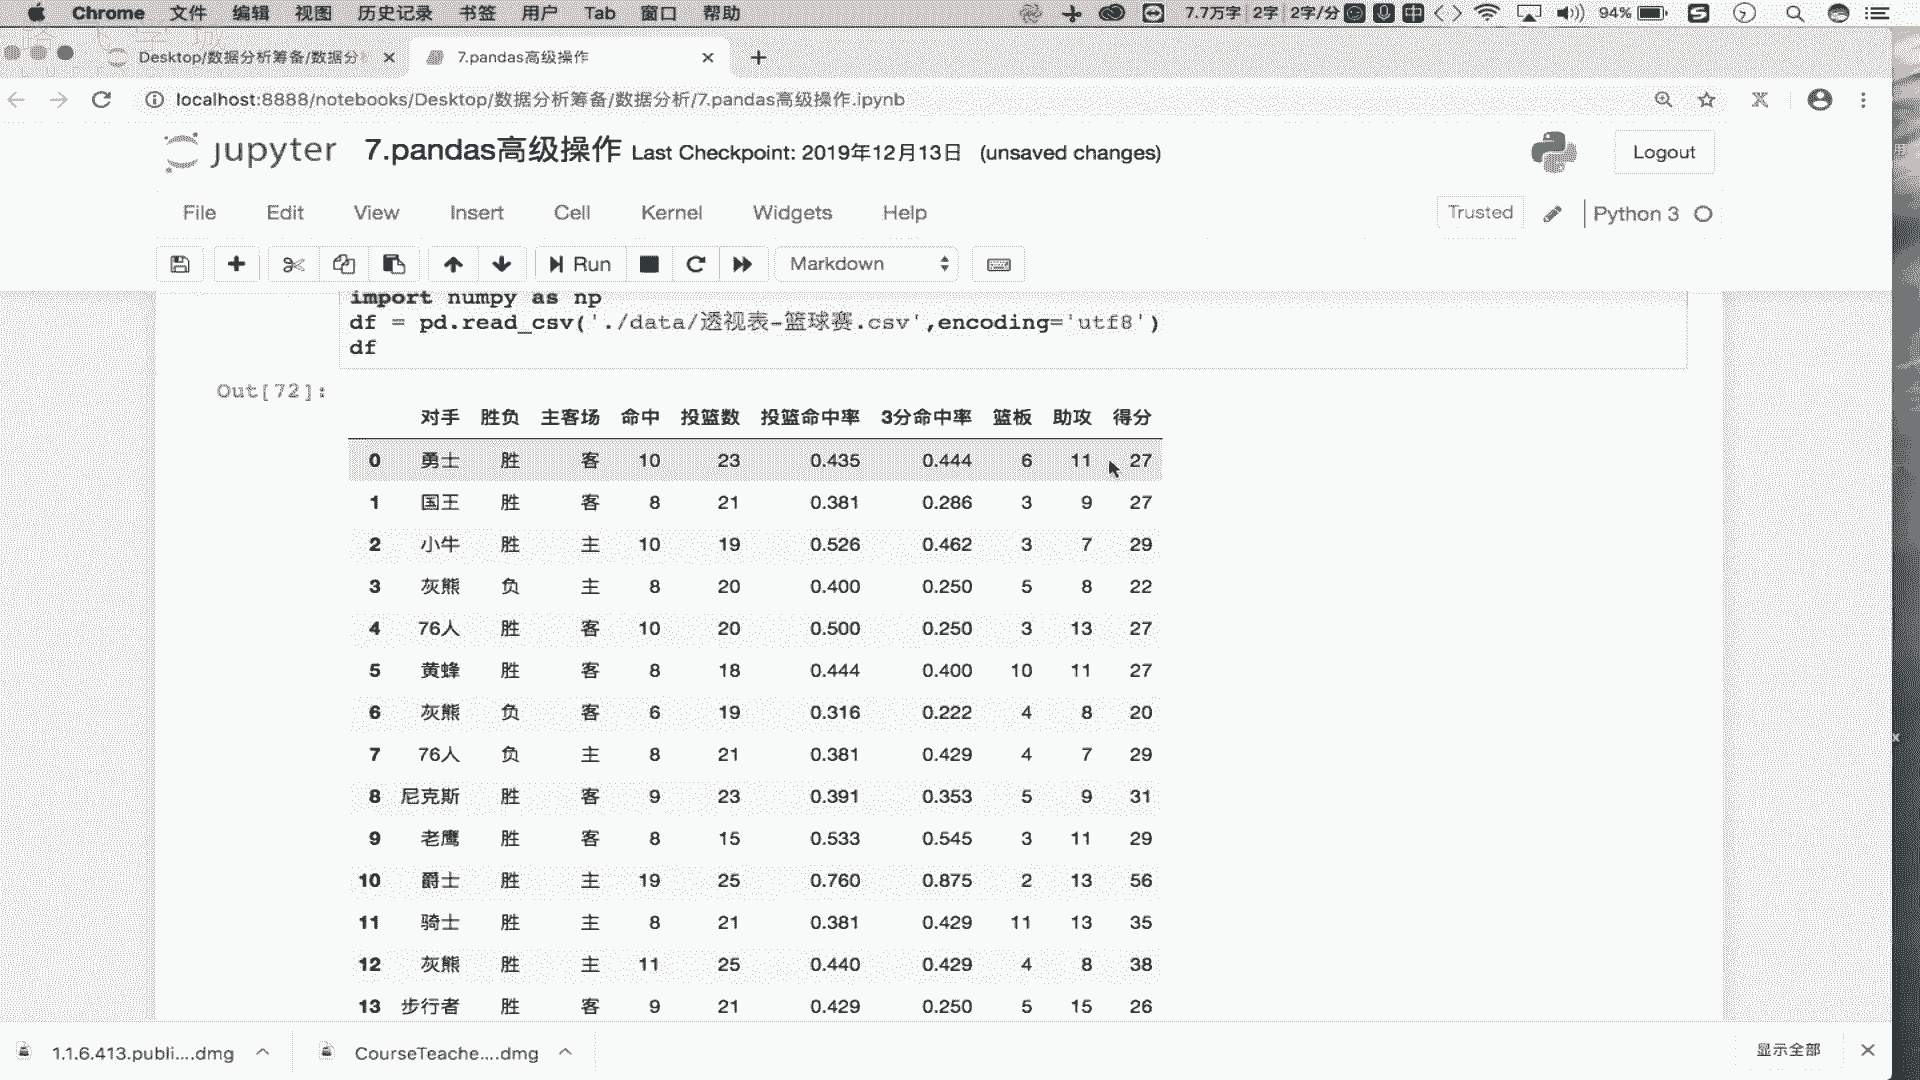 Chrome 文件 编辑 视图 历史记录 书签 用户 Tab 窗口 帮助 7.7万字 2字 2字/分 中 94%
Desktop/数据分析筹备/数据分 7.pandas高级操作
localhost:8888/notebooks/Desktop/数据分析筹备/数据分析/7.pandas高级操作.ipynb
jupyter 7.pandas高级操作 Last Checkpoint: 2019年12月13日 (unsaved changes) Logout
File Edit View Insert Cell Kernel Widgets Help Trusted Python 3
Run Markdown
import numpy as np
df = pd.read_csv('./data/透视表-篮球赛.csv',encoding='utf8')
df
Out[72]:
对手 胜负 主客场 命中 投篮数 投篮命中率 3分命中率 篮板 助攻 得分
0 勇士 胜 客 10 23 0.435 0.444 6 11 27
1 国王 胜 客 8 21 0.381 0.286 3 9 27
2 小牛 胜 主 10 19 0.526 0.462 3 7 29
3 灰熊 负 主 8 20 0.400 0.250 5 8 22
4 76人 胜 客 10 20 0.500 0.250 3 13 27
5 黄蜂 胜 客 8 18 0.444 0.400 10 11 27
6 灰熊 负 客 6 19 0.316 0.222 4 8 20
7 76人 负 主 8 21 0.381 0.429 4 7 29
8 尼克斯 胜 客 9 23 0.391 0.353 5 9 31
9 老鹰 胜 客 8 15 0.533 0.545 3 11 29
10 爵士 胜 主 19 25 0.760 0.875 2 13 56
11 骑士 胜 主 8 21 0.381 0.429 11 13 35
12 灰熊 胜 主 11 25 0.440 0.429 4 8 38
13 步行者 胜 客 9 21 0.429 0.250 5 15 26
1.1.6.413.publi....dmg CourseTeache....dmg 显示全部